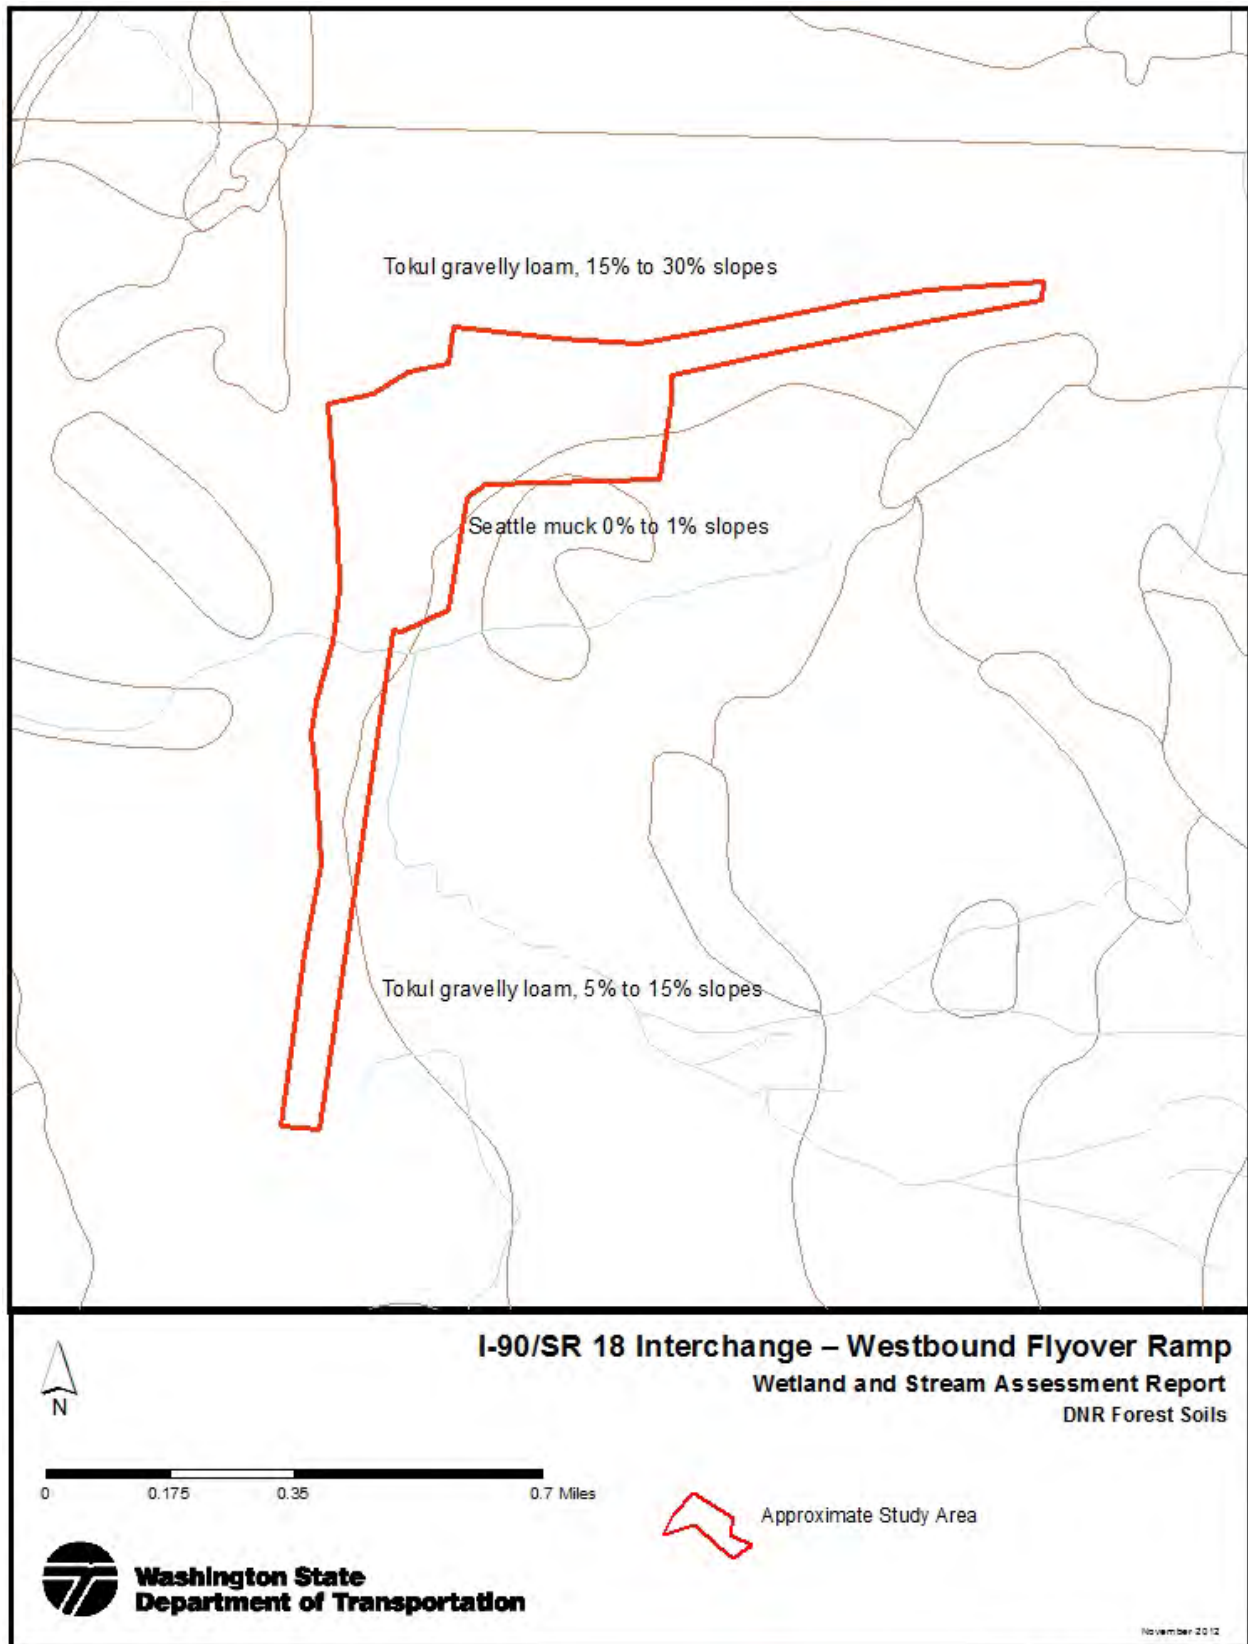 Tokul gravelly loam, 15% to 30% slopes
Seattle muck 0% to 1% slopes
Tokul gravelly loam, 5% to 15% slopes
I-90/SR 18 Interchange – Westbound Flyover Ramp
Wetland and Stream Assessment Report
DNR Forest Soils
N
0 0.175 0.35 0.7 Miles
Approximate Study Area
Washington State
Department of Transportation
November 2012